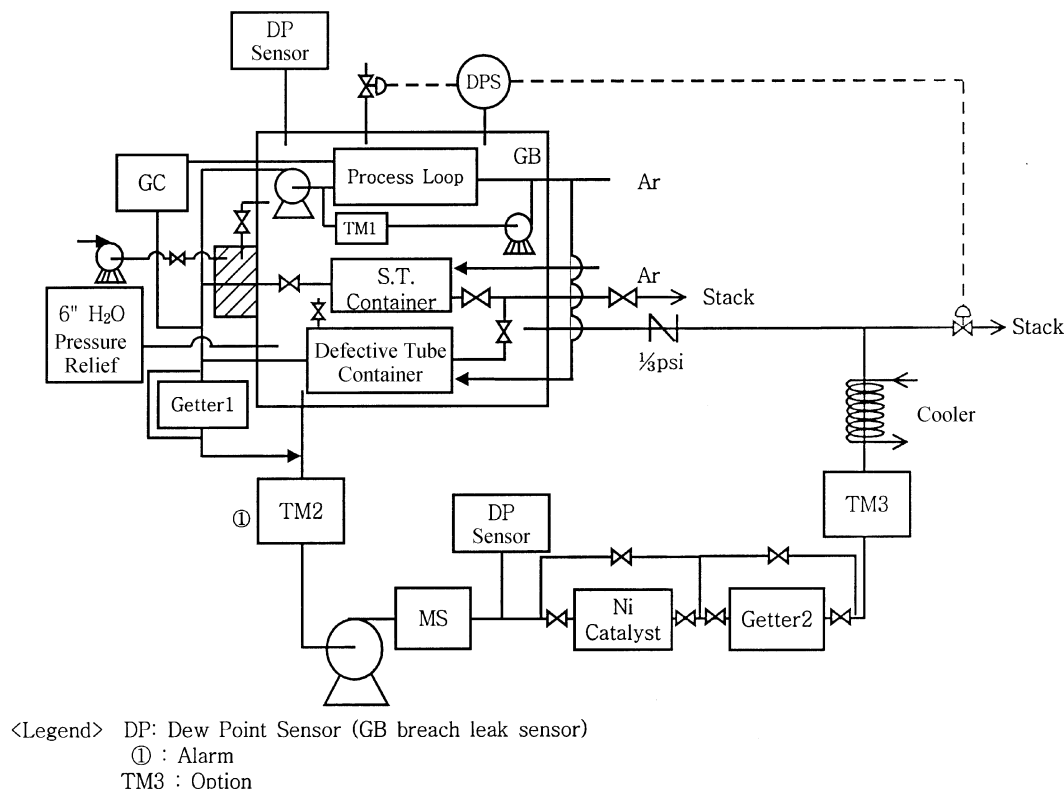 DP
Sensor
DPS
GB
GC
Process Loop
Ar
TM1
S.T.
Container
Ar
Stack
6" H₂O
Pressure
Relief
Defective Tube
Container
⅓psi
Stack
Getter1
Cooler
①
TM2
DP
Sensor
TM3
MS
Ni
Catalyst
Getter2
<Legend> DP: Dew Point Sensor (GB breach leak sensor)
① : Alarm
TM3 : Option